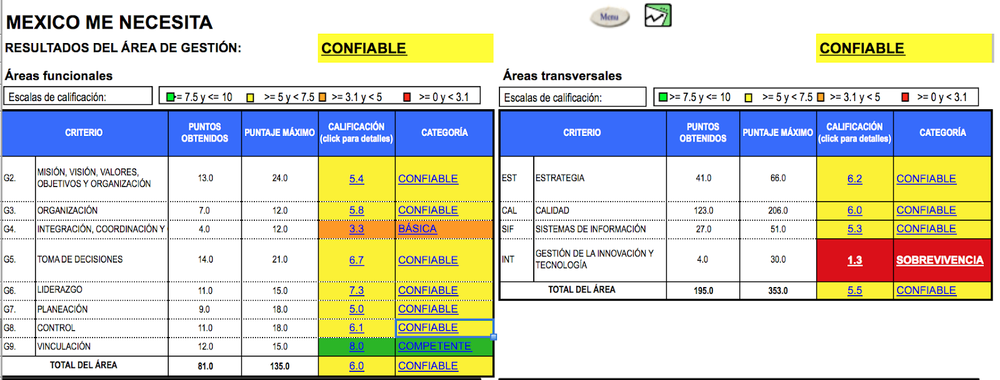 MEXICO ME NECESITA
Menu
RESULTADOS DEL ÁREA DE GESTIÓN: CONFIABLE
CONFIABLE
Áreas funcionales
Escalas de calificación: >= 7.5 y <= 10 >= 5 y < 7.5 >= 3.1 y < 5 >= 0 y < 3.1
CRITERIO PUNTOS OBTENIDOS PUNTAJE MÁXIMO CALIFICACIÓN (click para detalles) CATEGORÍA
G2. MISIÓN, VISIÓN, VALORES, OBJETIVOS Y ORGANIZACIÓN 13.0 24.0 5.4 CONFIABLE
G3. ORGANIZACIÓN 7.0 12.0 5.8 CONFIABLE
G4. INTEGRACIÓN, COORDINACIÓN Y 4.0 12.0 3.3 BÁSICA
G5. TOMA DE DECISIONES 14.0 21.0 6.7 CONFIABLE
G6. LIDERAZGO 11.0 15.0 7.3 CONFIABLE
G7. PLANEACIÓN 9.0 18.0 5.0 CONFIABLE
G8. CONTROL 11.0 18.0 6.1 CONFIABLE
G9. VINCULACIÓN 12.0 15.0 8.0 COMPETENTE
TOTAL DEL ÁREA 81.0 135.0 6.0 CONFIABLE
Áreas transversales
Escalas de calificación: >= 7.5 y <= 10 >= 5 y < 7.5 >= 3.1 y < 5 >= 0 y < 3.1
CRITERIO PUNTOS OBTENIDOS PUNTAJE MÁXIMO CALIFICACIÓN (click para detalles) CATEGORÍA
EST ESTRATEGIA 41.0 66.0 6.2 CONFIABLE
CAL CALIDAD 123.0 206.0 6.0 CONFIABLE
SIF SISTEMAS DE INFORMACIÓN 27.0 51.0 5.3 CONFIABLE
INT GESTIÓN DE LA INNOVACIÓN Y TECNOLOGÍA 4.0 30.0 1.3 SOBREVIVENCIA
TOTAL DEL ÁREA 195.0 353.0 5.5 CONFIABLE